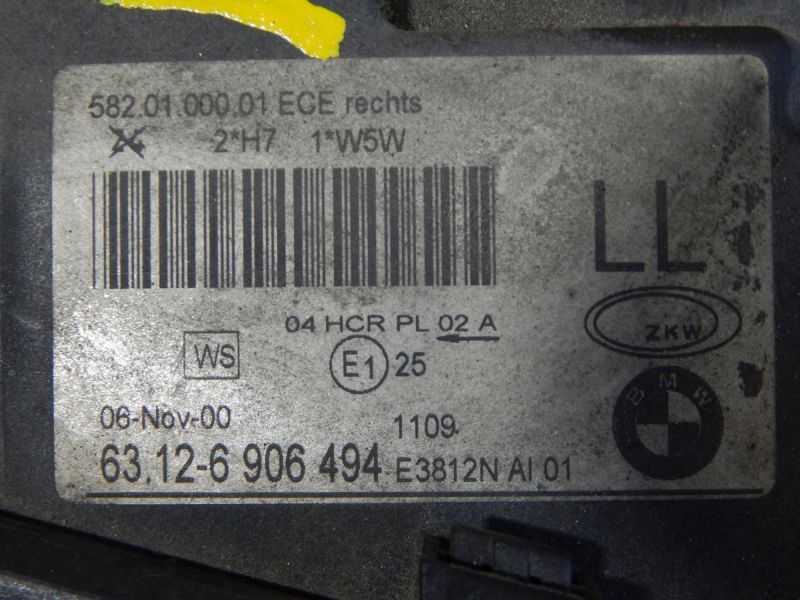 582.01.000.01 ECE rechts
2*H7 1*W5W
LL
04 HCR PL 02 A
ZKW
WS
E1 25
BMW
06-Nov-00
1109
63.12-6 906 494 E3812N AI 01